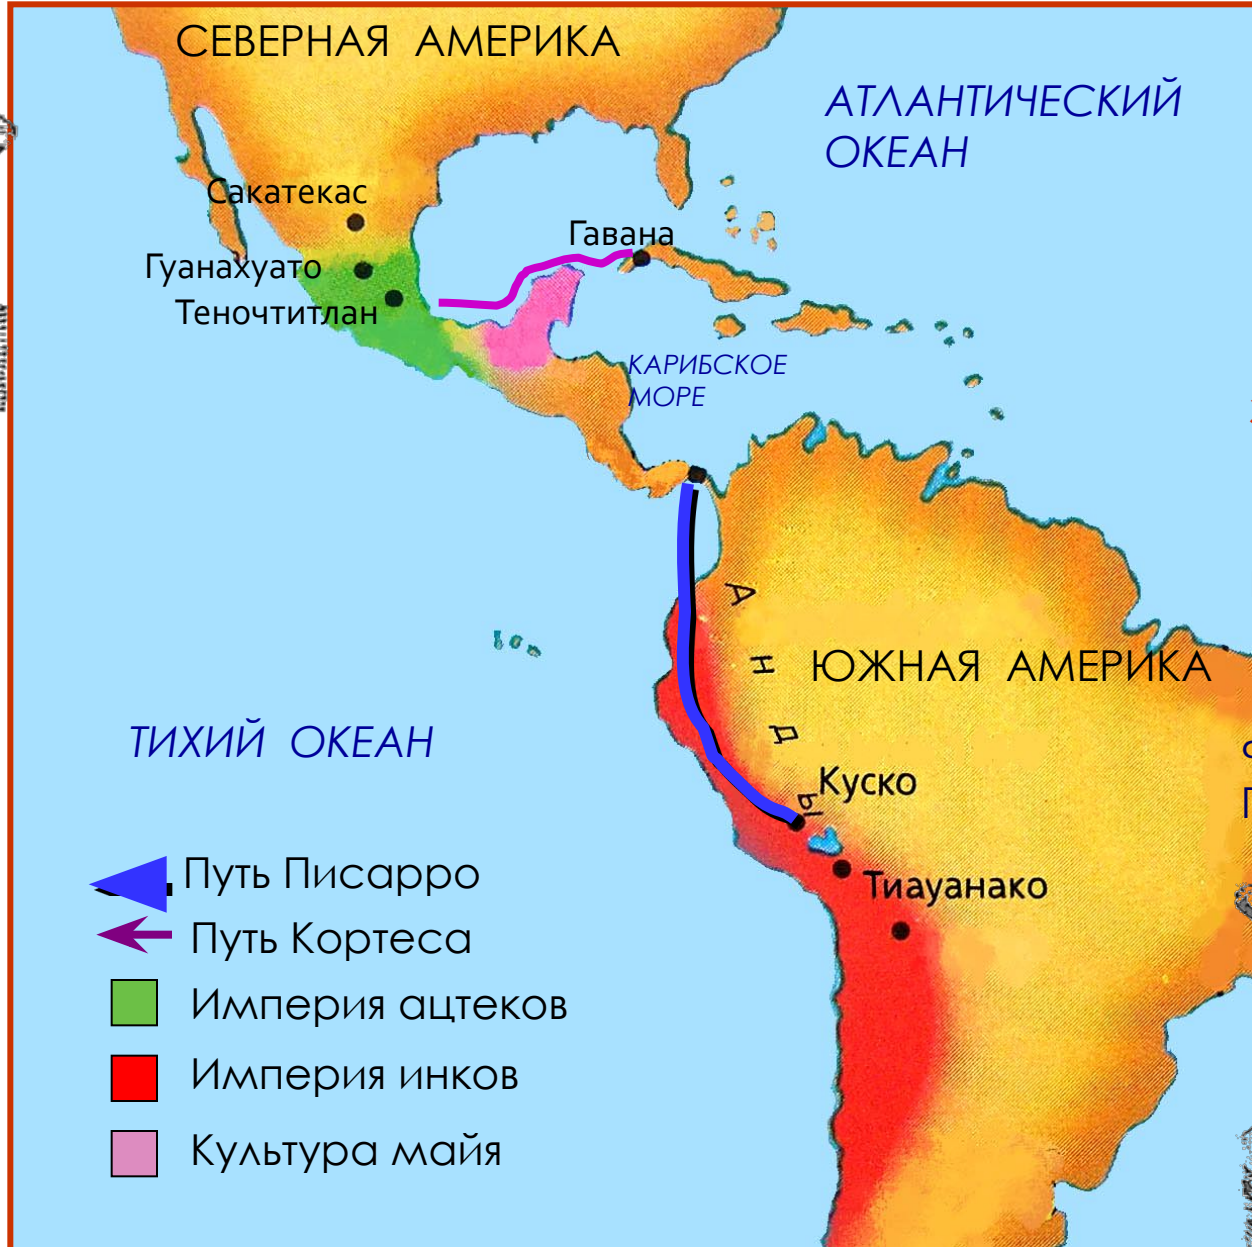 СЕВЕРНАЯ АМЕРИКА
АТЛАНТИЧЕСКИЙ
ОКЕАН
Сакатекас
Гавана
Гуанахуато
Теночтитлан
КАРИБСКОЕ
МОРЕ
АНДЫ
ЮЖНАЯ АМЕРИКА
ТИХИЙ ОКЕАН
Куско
Тиауанако
Путь Писарро
Путь Кортеса
Империя ацтеков
Империя инков
Культура майя